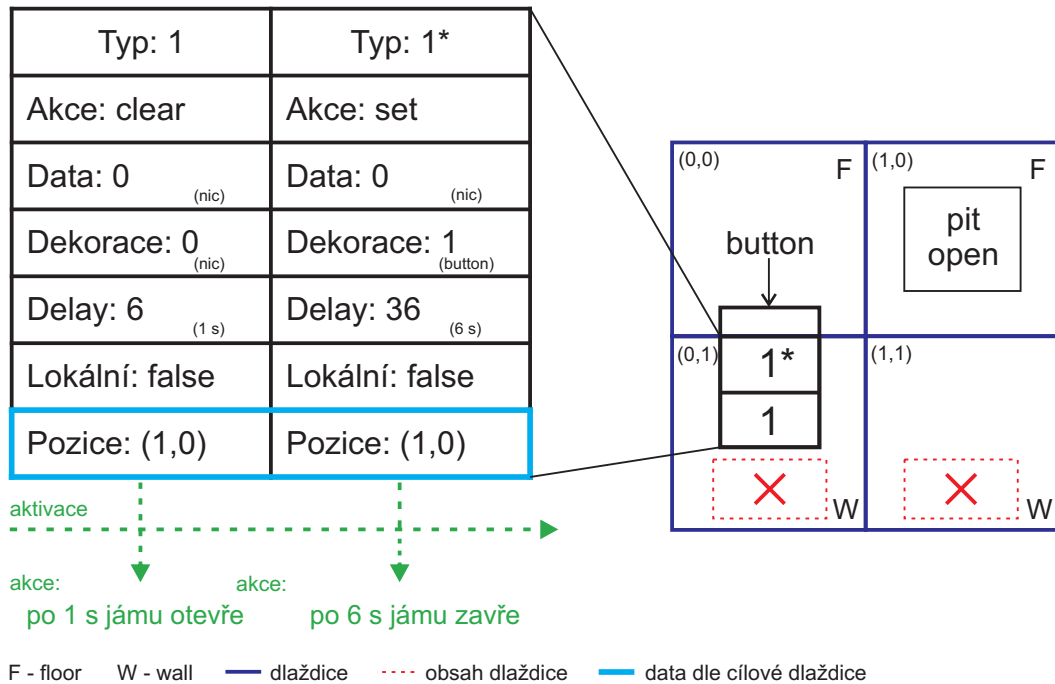 Typ: 1
Typ: 1*
Akce: clear
Akce: set
Data: 0
(nic)
Data: 0
(nic)
Dekorace: 0
(nic)
Dekorace: 1
(button)
Delay: 6
(1 s)
Delay: 36
(6 s)
Lokální: false
Lokální: false
Pozice: (1,0)
Pozice: (1,0)
aktivace
akce:
po 1 s jámu otevře
akce:
po 6 s jámu zavře
(0,0)
F
(1,0)
F
pit
open
button
(0,1)
1*
1
W
(1,1)
W
F - floor
W - wall
dlaždice
obsah dlaždice
data dle cílové dlaždice